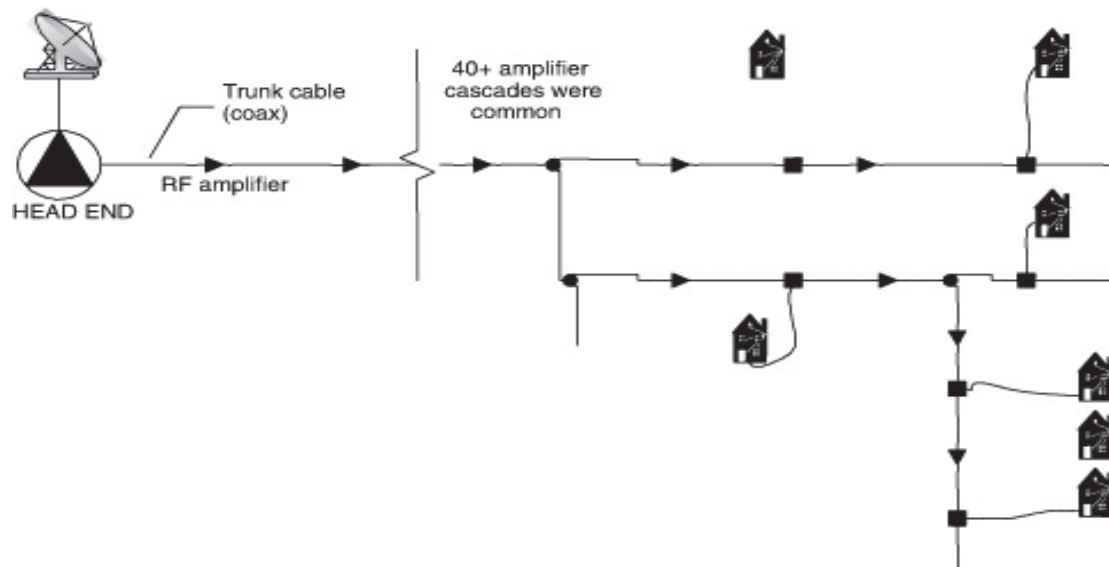 40+ amplifier
cascades were
common
Trunk cable
(coax)
RF amplifier
HEAD END